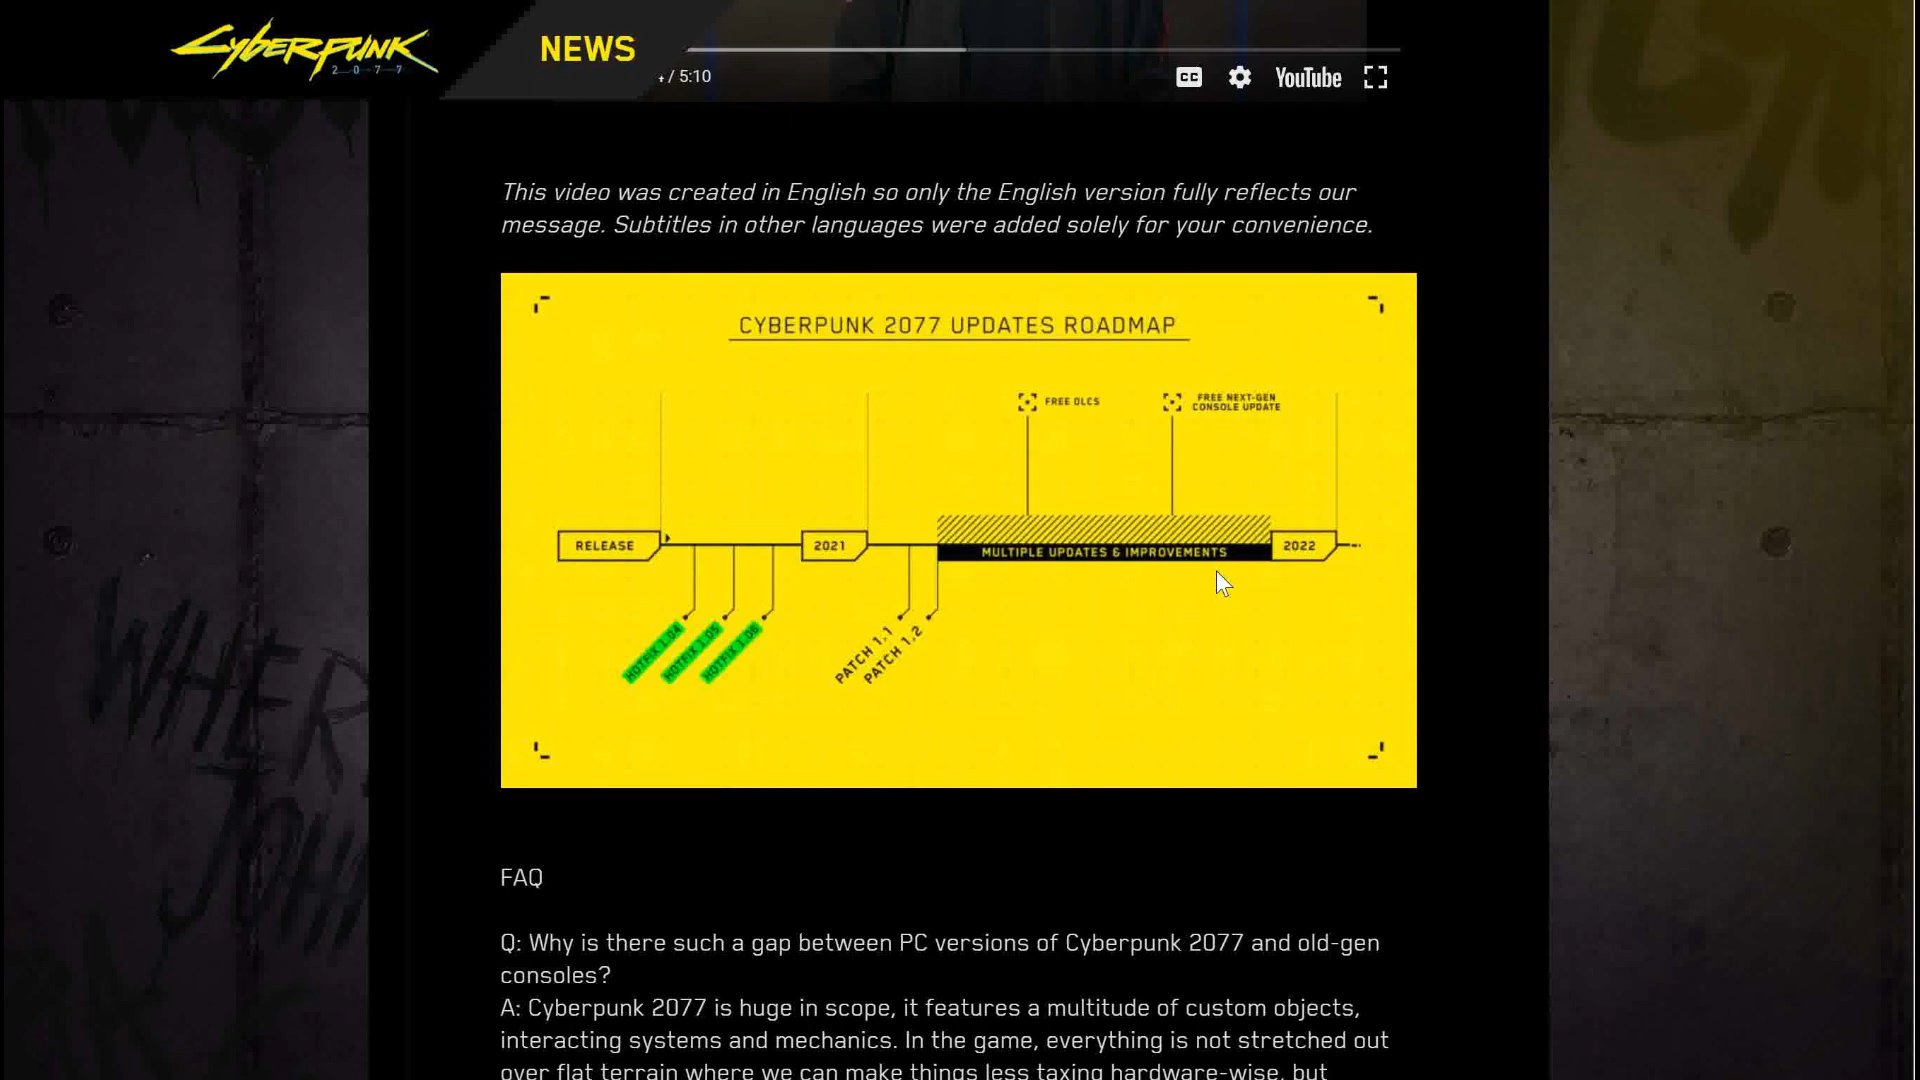 CYBERPUNK
2077
NEWS
/ 5:10
CC
YouTube
This video was created in English so only the English version fully reflects our
message. Subtitles in other languages were added solely for your convenience.
CYBERPUNK 2077 UPDATES ROADMAP
FREE DLCS
FREE NEXT-GEN
CONSOLE UPDATE
RELEASE
2021
MULTIPLE UPDATES & IMPROVEMENTS
2022
HOTFIX 1.04
HOTFIX 1.05
HOTFIX 1.06
PATCH 1.1
PATCH 1.2
WHER
JOH
FAQ
Q: Why is there such a gap between PC versions of Cyberpunk 2077 and old-gen
consoles?
A: Cyberpunk 2077 is huge in scope, it features a multitude of custom objects,
interacting systems and mechanics. In the game, everything is not stretched out
over flat terrain where we can make things less taxing hardware-wise, but